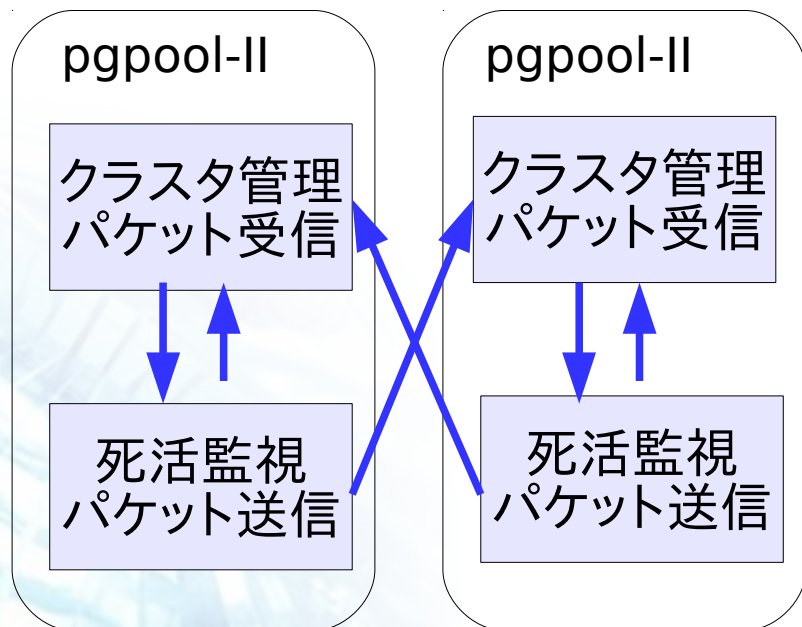 pgpool-II
クラスタ管理
パケット受信
死活監視
パケット送信
pgpool-II
クラスタ管理
パケット受信
死活監視
パケット送信